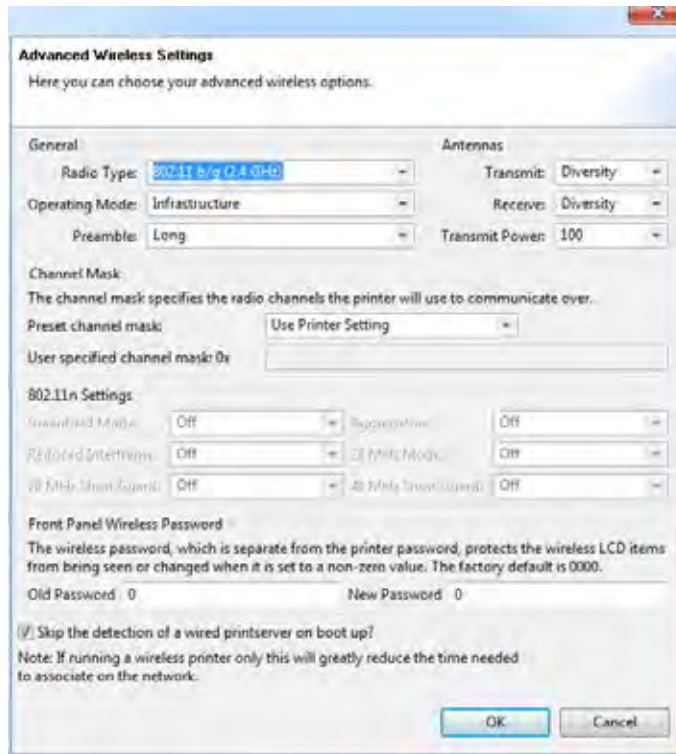 Advanced Wireless Settings
Here you can choose your advanced wireless options.
General
Antennas
Radio Type: 802.11 b/g (2.4 GHz)
Transmit: Diversity
Operating Mode: Infrastructure
Receive: Diversity
Preamble: Long
Transmit Power: 100
Channel Mask
The channel mask specifies the radio channels the printer will use to communicate over.
Preset channel mask: Use Printer Setting
User specified channel mask: 0x
802.11n Settings
Off
Off
Reduced Interframe: Off
Off
Off
Off
Front Panel Wireless Password
The wireless password, which is separate from the printer password, protects the wireless LCD items
from being seen or changed when it is set to a non-zero value. The factory default is 0000.
Old Password 0
New Password 0
Skip the detection of a wired printserver on boot up?
Note: If running a wireless printer only this will greatly reduce the time needed
to associate on the network.
OK
Cancel